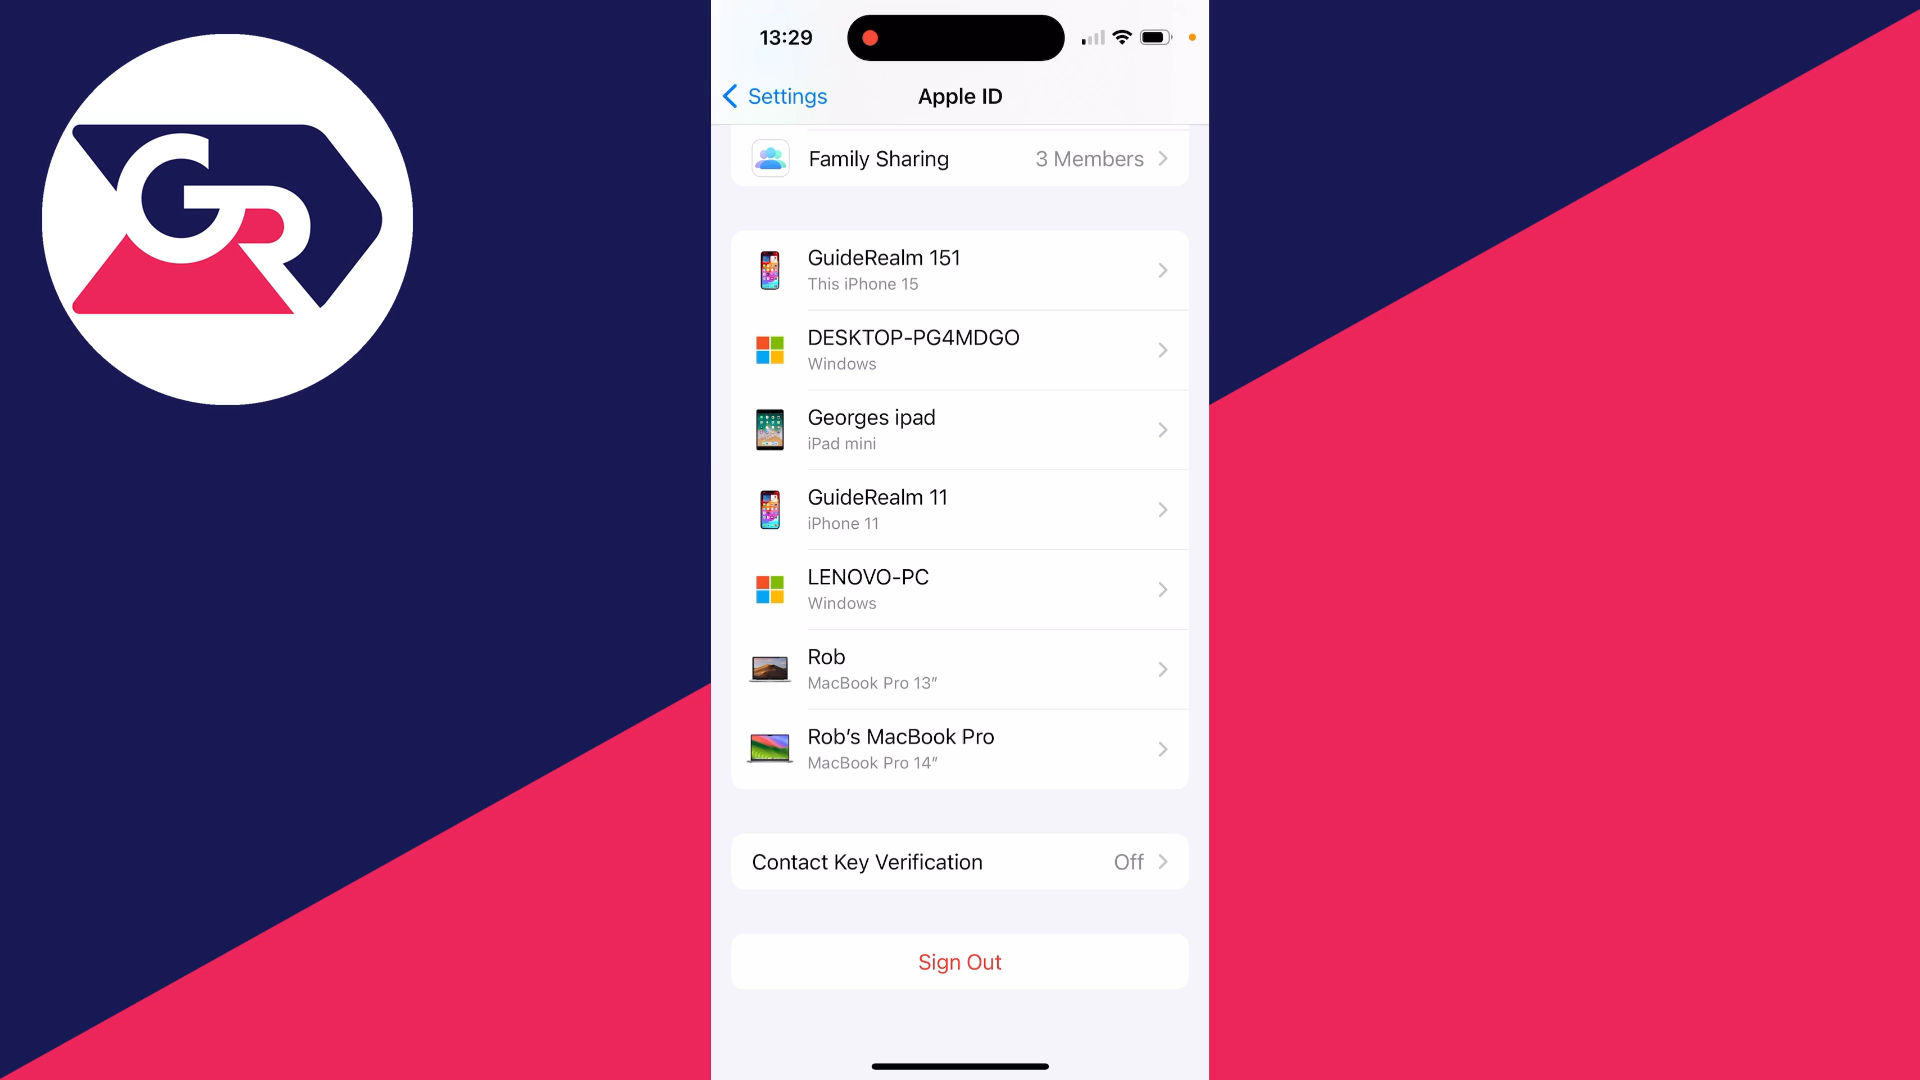 GR
13:29
Settings
Apple ID
Family Sharing 3 Members
GuideRealm 151
This iPhone 15
DESKTOP-PG4MDGO
Windows
Georges ipad
iPad mini
GuideRealm 11
iPhone 11
LENOVO-PC
Windows
Rob
MacBook Pro 13″
Rob’s MacBook Pro
MacBook Pro 14″
Contact Key Verification Off
Sign Out